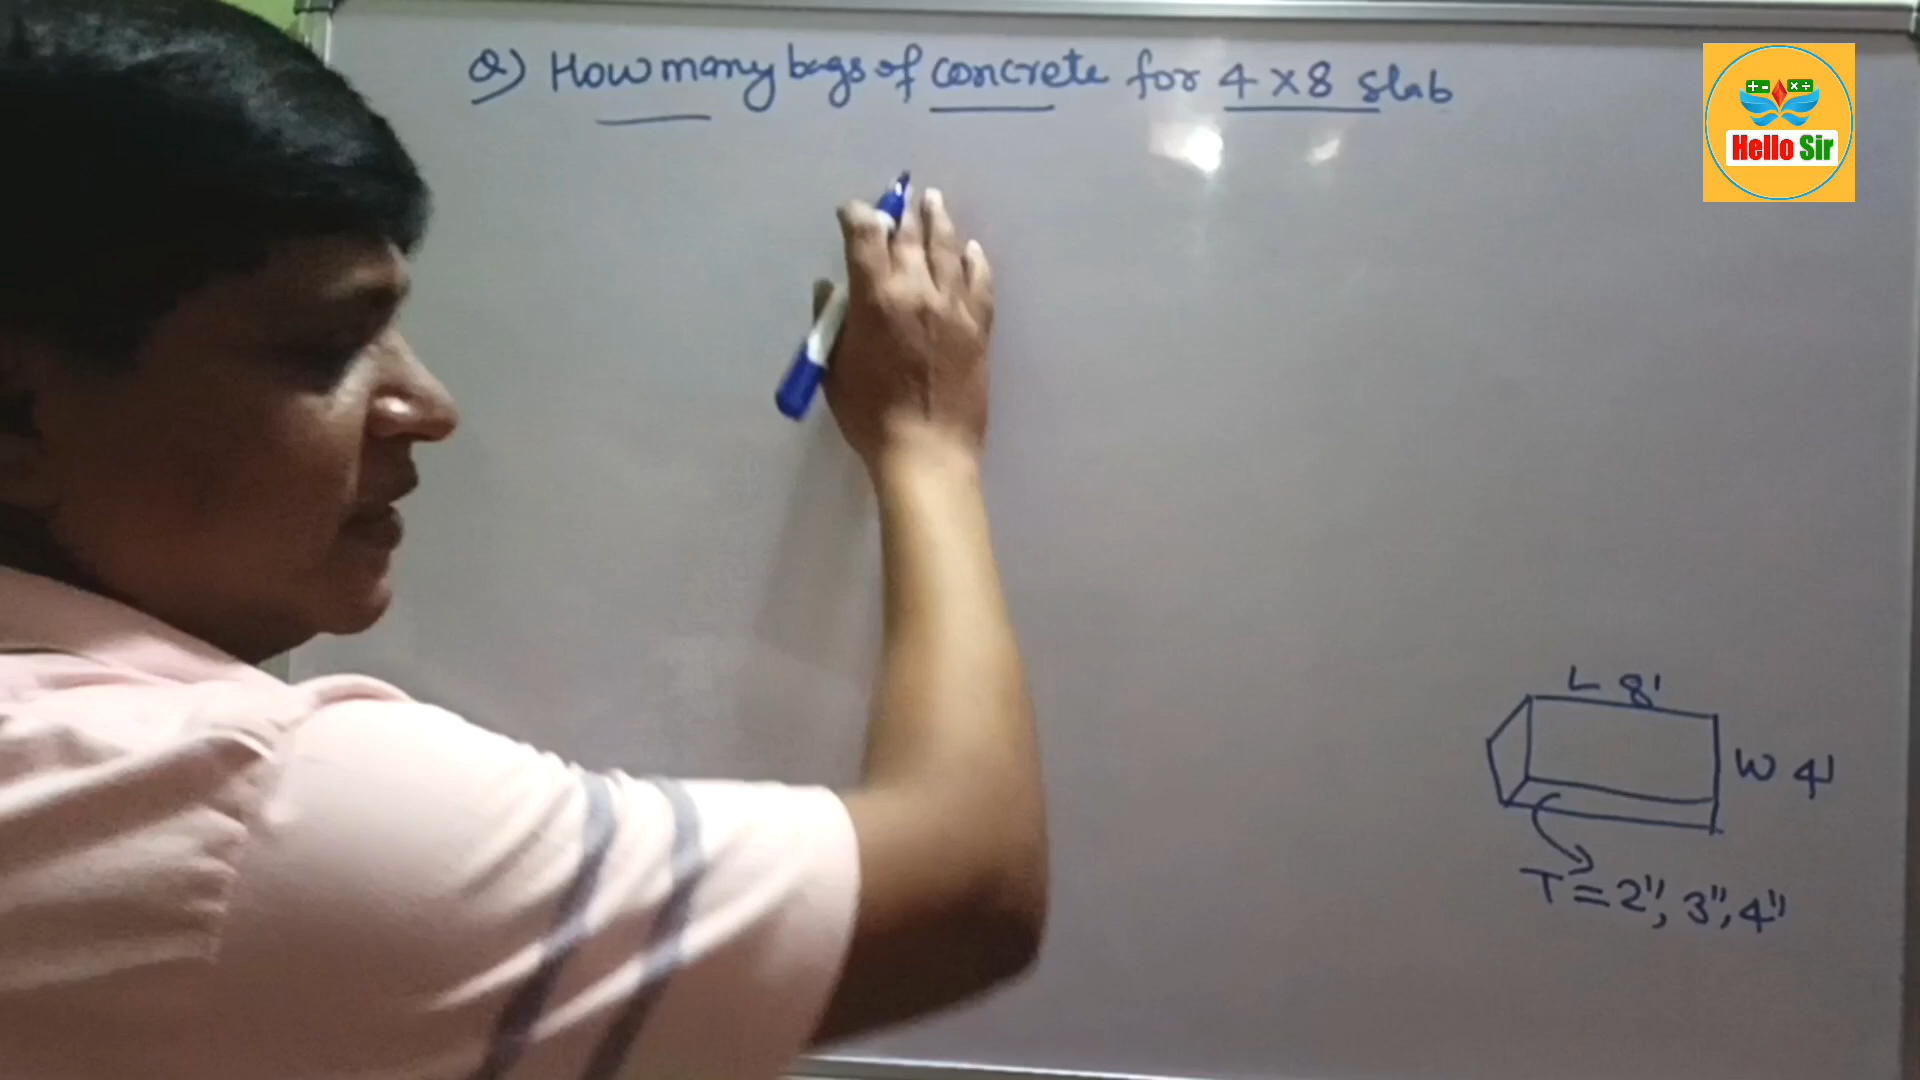 Q) How many bags of concrete for 4 x 8 slab
+ - x ÷
Hello Sir
L 8'
W 4'
T = 2", 3", 4"